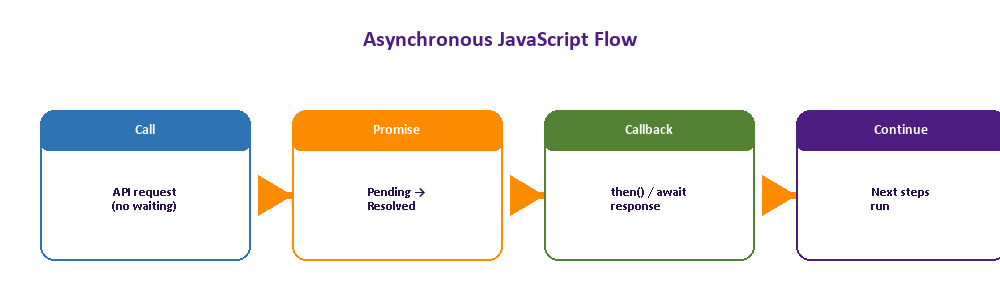 Asynchronous JavaScript Flow
Call
API request
(no waiting)
Promise
Pending →
Resolved
Callback
then() / await
response
Continue
Next steps
run